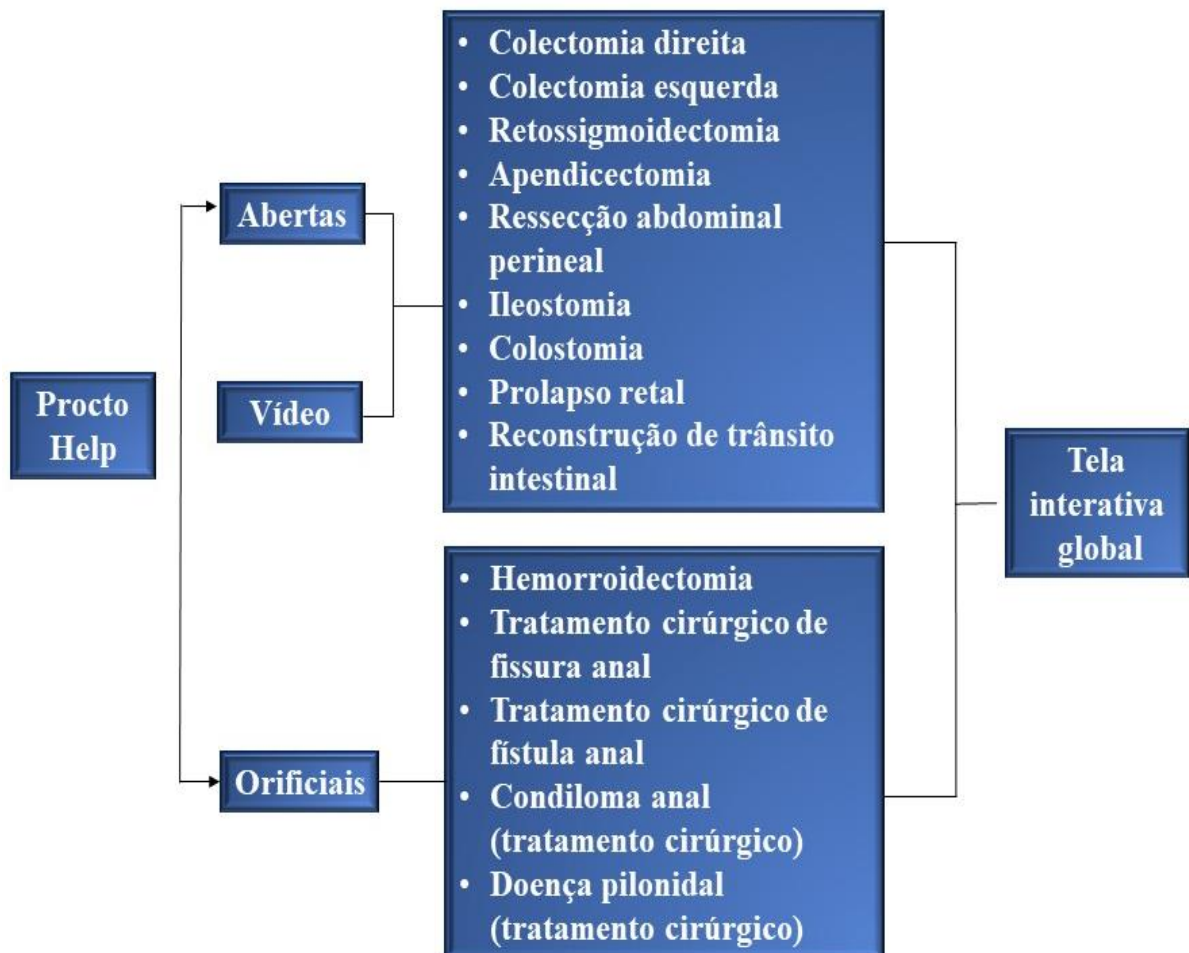 Procto
Help
Abertas
Vídeo
Orificiais
• Colectomia direita
• Colectomia esquerda
• Retossigmoidectomia
• Apendicectomia
• Ressecção abdominal
perineal
• Ileostomia
• Colostomia
• Prolapso retal
• Reconstrução de trânsito
intestinal
• Hemorroidectomia
• Tratamento cirúrgico de
fissura anal
• Tratamento cirúrgico de
fístula anal
• Condiloma anal
(tratamento cirúrgico)
• Doença pilonidal
(tratamento cirúrgico)
Tela
interativa
global